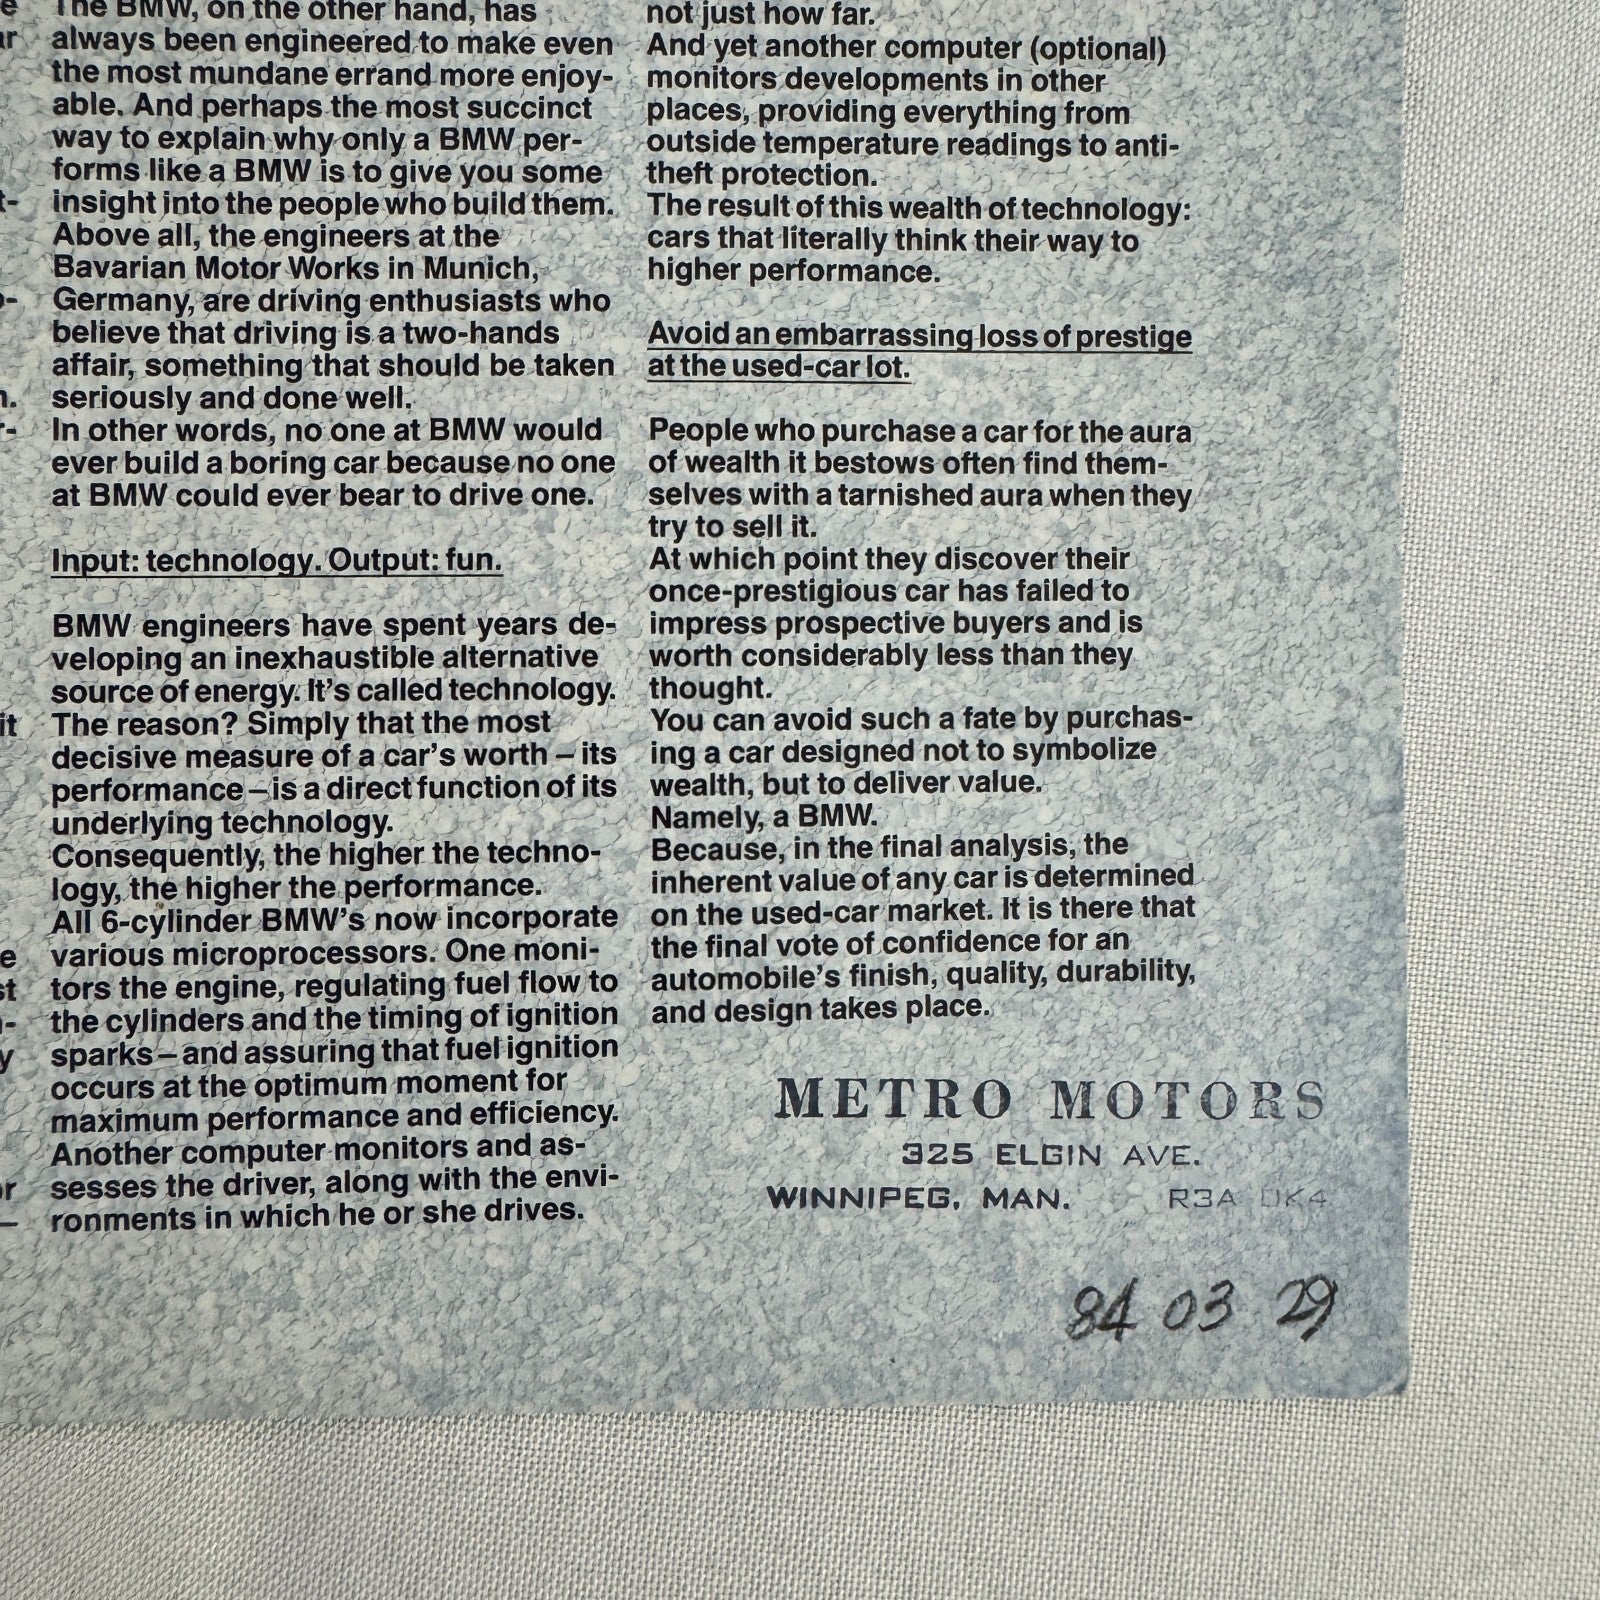 The BMW, on the other hand, has
always been engineered to make even
the most mundane errand more enjoy-
able. And perhaps the most succinct
way to explain why only a BMW per-
forms like a BMW is to give you some
insight into the people who build them.
Above all, the engineers at the
Bavarian Motor Works in Munich,
Germany, are driving enthusiasts who
believe that driving is a two-hands
affair, something that should be taken
seriously and done well.
In other words, no one at BMW would
ever build a boring car because no one
at BMW could ever bear to drive one.
Input: technology. Output: fun.
BMW engineers have spent years de-
veloping an inexhaustible alternative
source of energy. It's called technology.
The reason? Simply that the most
decisive measure of a car's worth – its
performance – is a direct function of its
underlying technology.
Consequently, the higher the techno-
logy, the higher the performance.
All 6-cylinder BMW's now incorporate
various microprocessors. One moni-
tors the engine, regulating fuel flow to
the cylinders and the timing of ignition
sparks – and assuring that fuel ignition
occurs at the optimum moment for
maximum performance and efficiency.
Another computer monitors and as-
sesses the driver, along with the envi-
ronments in which he or she drives.
not just how far.
And yet another computer (optional)
monitors developments in other
places, providing everything from
outside temperature readings to anti-
theft protection.
The result of this wealth of technology:
cars that literally think their way to
higher performance.
Avoid an embarrassing loss of prestige
at the used-car lot.
People who purchase a car for the aura
of wealth it bestows often find them-
selves with a tarnished aura when they
try to sell it.
At which point they discover their
once-prestigious car has failed to
impress prospective buyers and is
worth considerably less than they
thought.
You can avoid such a fate by purchas-
ing a car designed not to symbolize
wealth, but to deliver value.
Namely, a BMW.
Because, in the final analysis, the
inherent value of any car is determined
on the used-car market. It is there that
the final vote of confidence for an
automobile's finish, quality, durability,
and design takes place.
METRO MOTORS
325 ELGIN AVE.
WINNIPEG, MAN. R3A 0K4
84 03 29